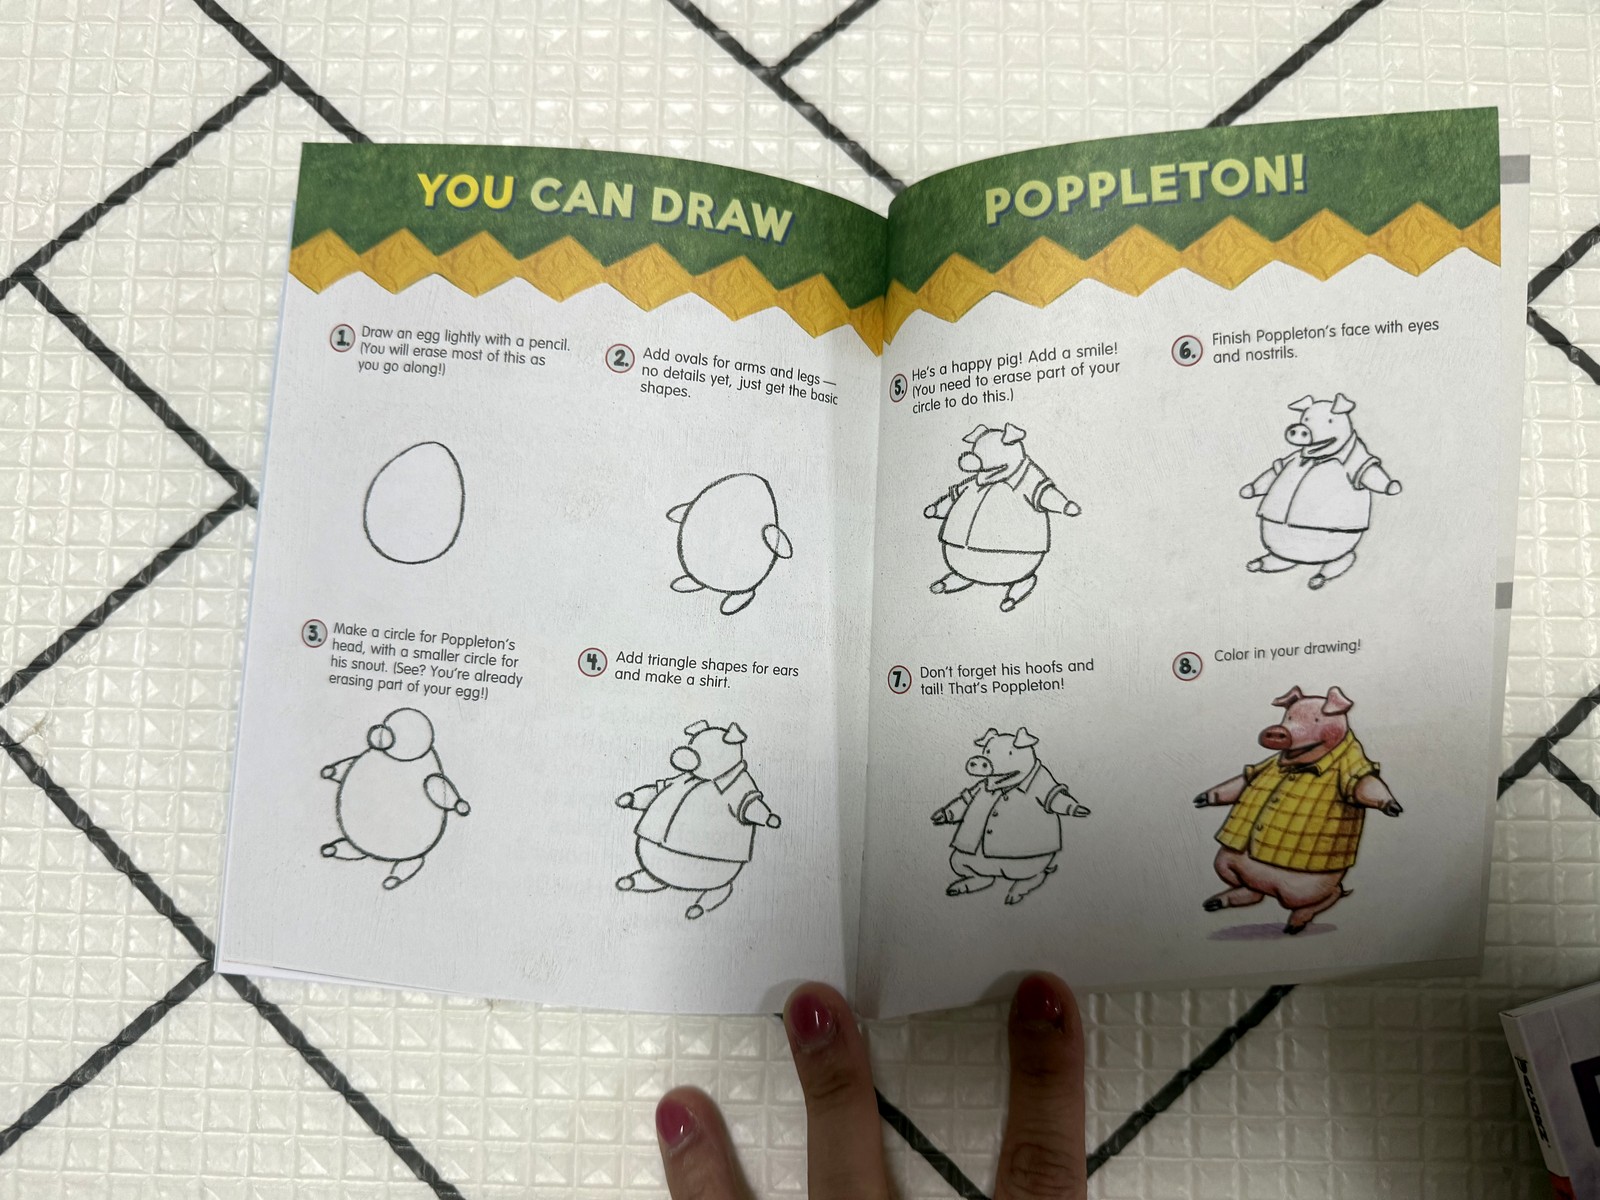 YOU CAN DRAW
POPPLETON!
1. Draw an egg lightly with a pencil.
(You will erase most of this as
you go along!)
2. Add ovals for arms and legs —
no details yet, just get the basic
shapes.
3. Make a circle for Poppleton's
head, with a smaller circle for
his snout. (See? You're already
erasing part of your egg!)
4. Add triangle shapes for ears
and make a shirt.
5. He's a happy pig! Add a smile!
(You need to erase part of your
circle to do this.)
6. Finish Poppleton's face with eyes
and nostrils.
7. Don't forget his hoofs and
tail! That's Poppleton!
8. Color in your drawing!